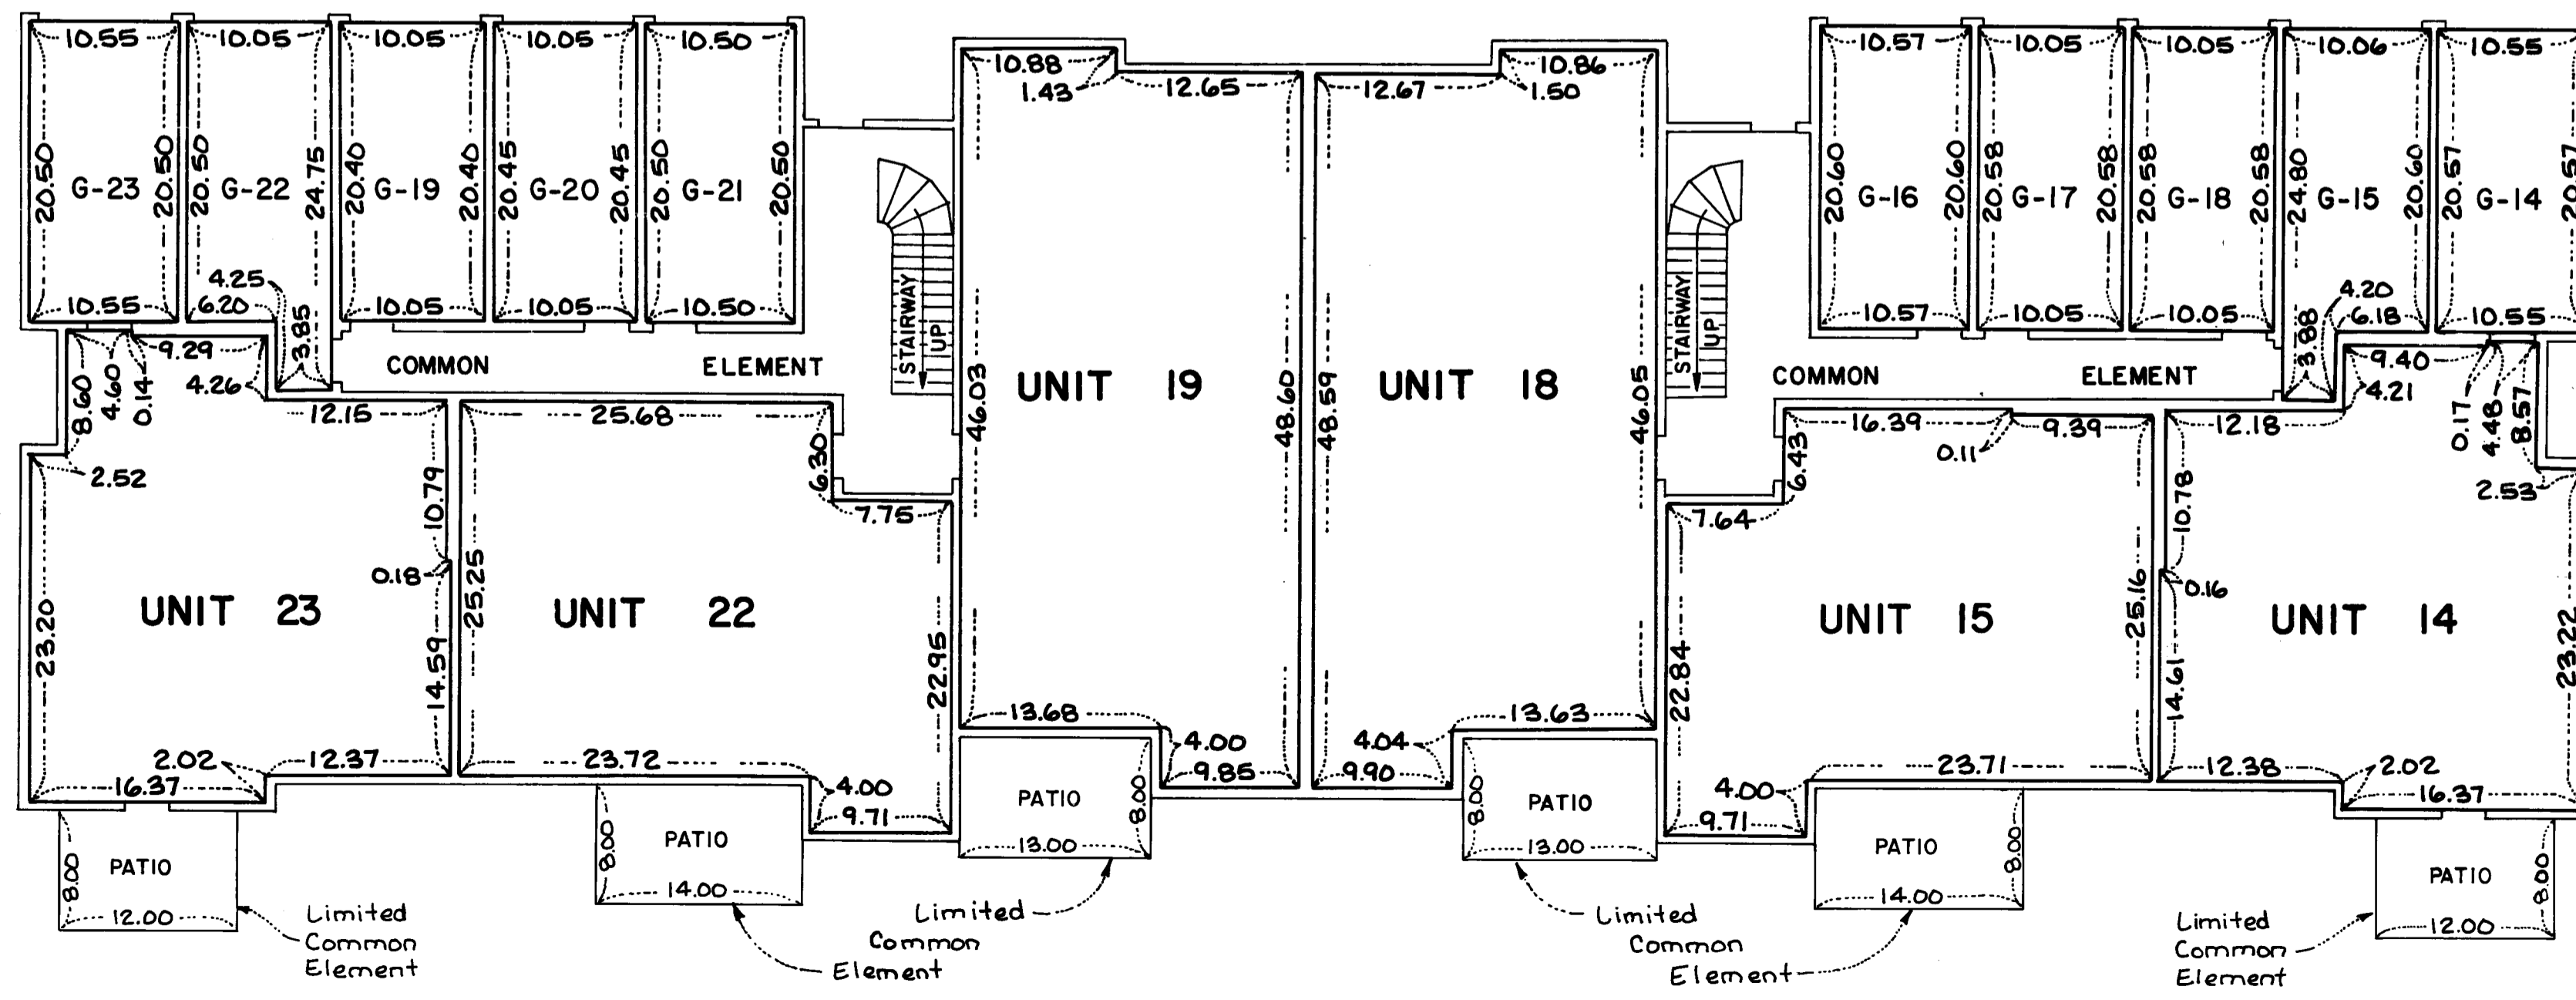 10.55 10.05 10.05 10.05 10.50
20.50 G-23 20.50 20.50 G-22 24.75 20.40 G-19 20.40 20.45 G-20 20.45 20.50 G-21 20.50
4.25
10.55 6.20 3.85 10.05 10.05 10.50
10.88 1.43 12.65 12.67 10.86 1.50
10.57 10.05 10.05 10.06 10.55
20.60 G-16 20.60 20.58 G-17 20.58 20.58 G-18 20.58 24.80 G-15 20.60 20.57 G-14 20.57
4.20
10.57 10.05 10.05 3.88 6.18 10.55
STAIRWAY
UP
STAIRWAY
UP
COMMON ELEMENT
COMMON ELEMENT
8.60 4.60 0.14 9.29 4.26 12.15
2.52 10.79
0.18
UNIT 23
23.20 14.59
2.02 12.37
16.37
25.68
6.30
7.75
25.25
UNIT 22
22.95
23.72 4.00
9.71
46.03 UNIT 19 48.60
13.68 4.00
9.85
48.59 UNIT 18 46.05
4.04 13.63
9.90
16.39 0.11 9.39
6.43
7.64
UNIT 15
22.84 25.16
23.71
4.00
9.71
9.40 4.21 0.17 4.48 8.57
12.18 2.53
10.78
0.16
UNIT 14
14.61 23.22
12.38 2.02
16.37
PATIO
8.00
12.00
PATIO
8.00
14.00
PATIO
8.00
13.00
PATIO
8.00
13.00
PATIO
8.00
14.00
PATIO
8.00
12.00
Limited
Common
Element
Limited
Common
Element
Limited
Common
Element
Limited
Common
Element